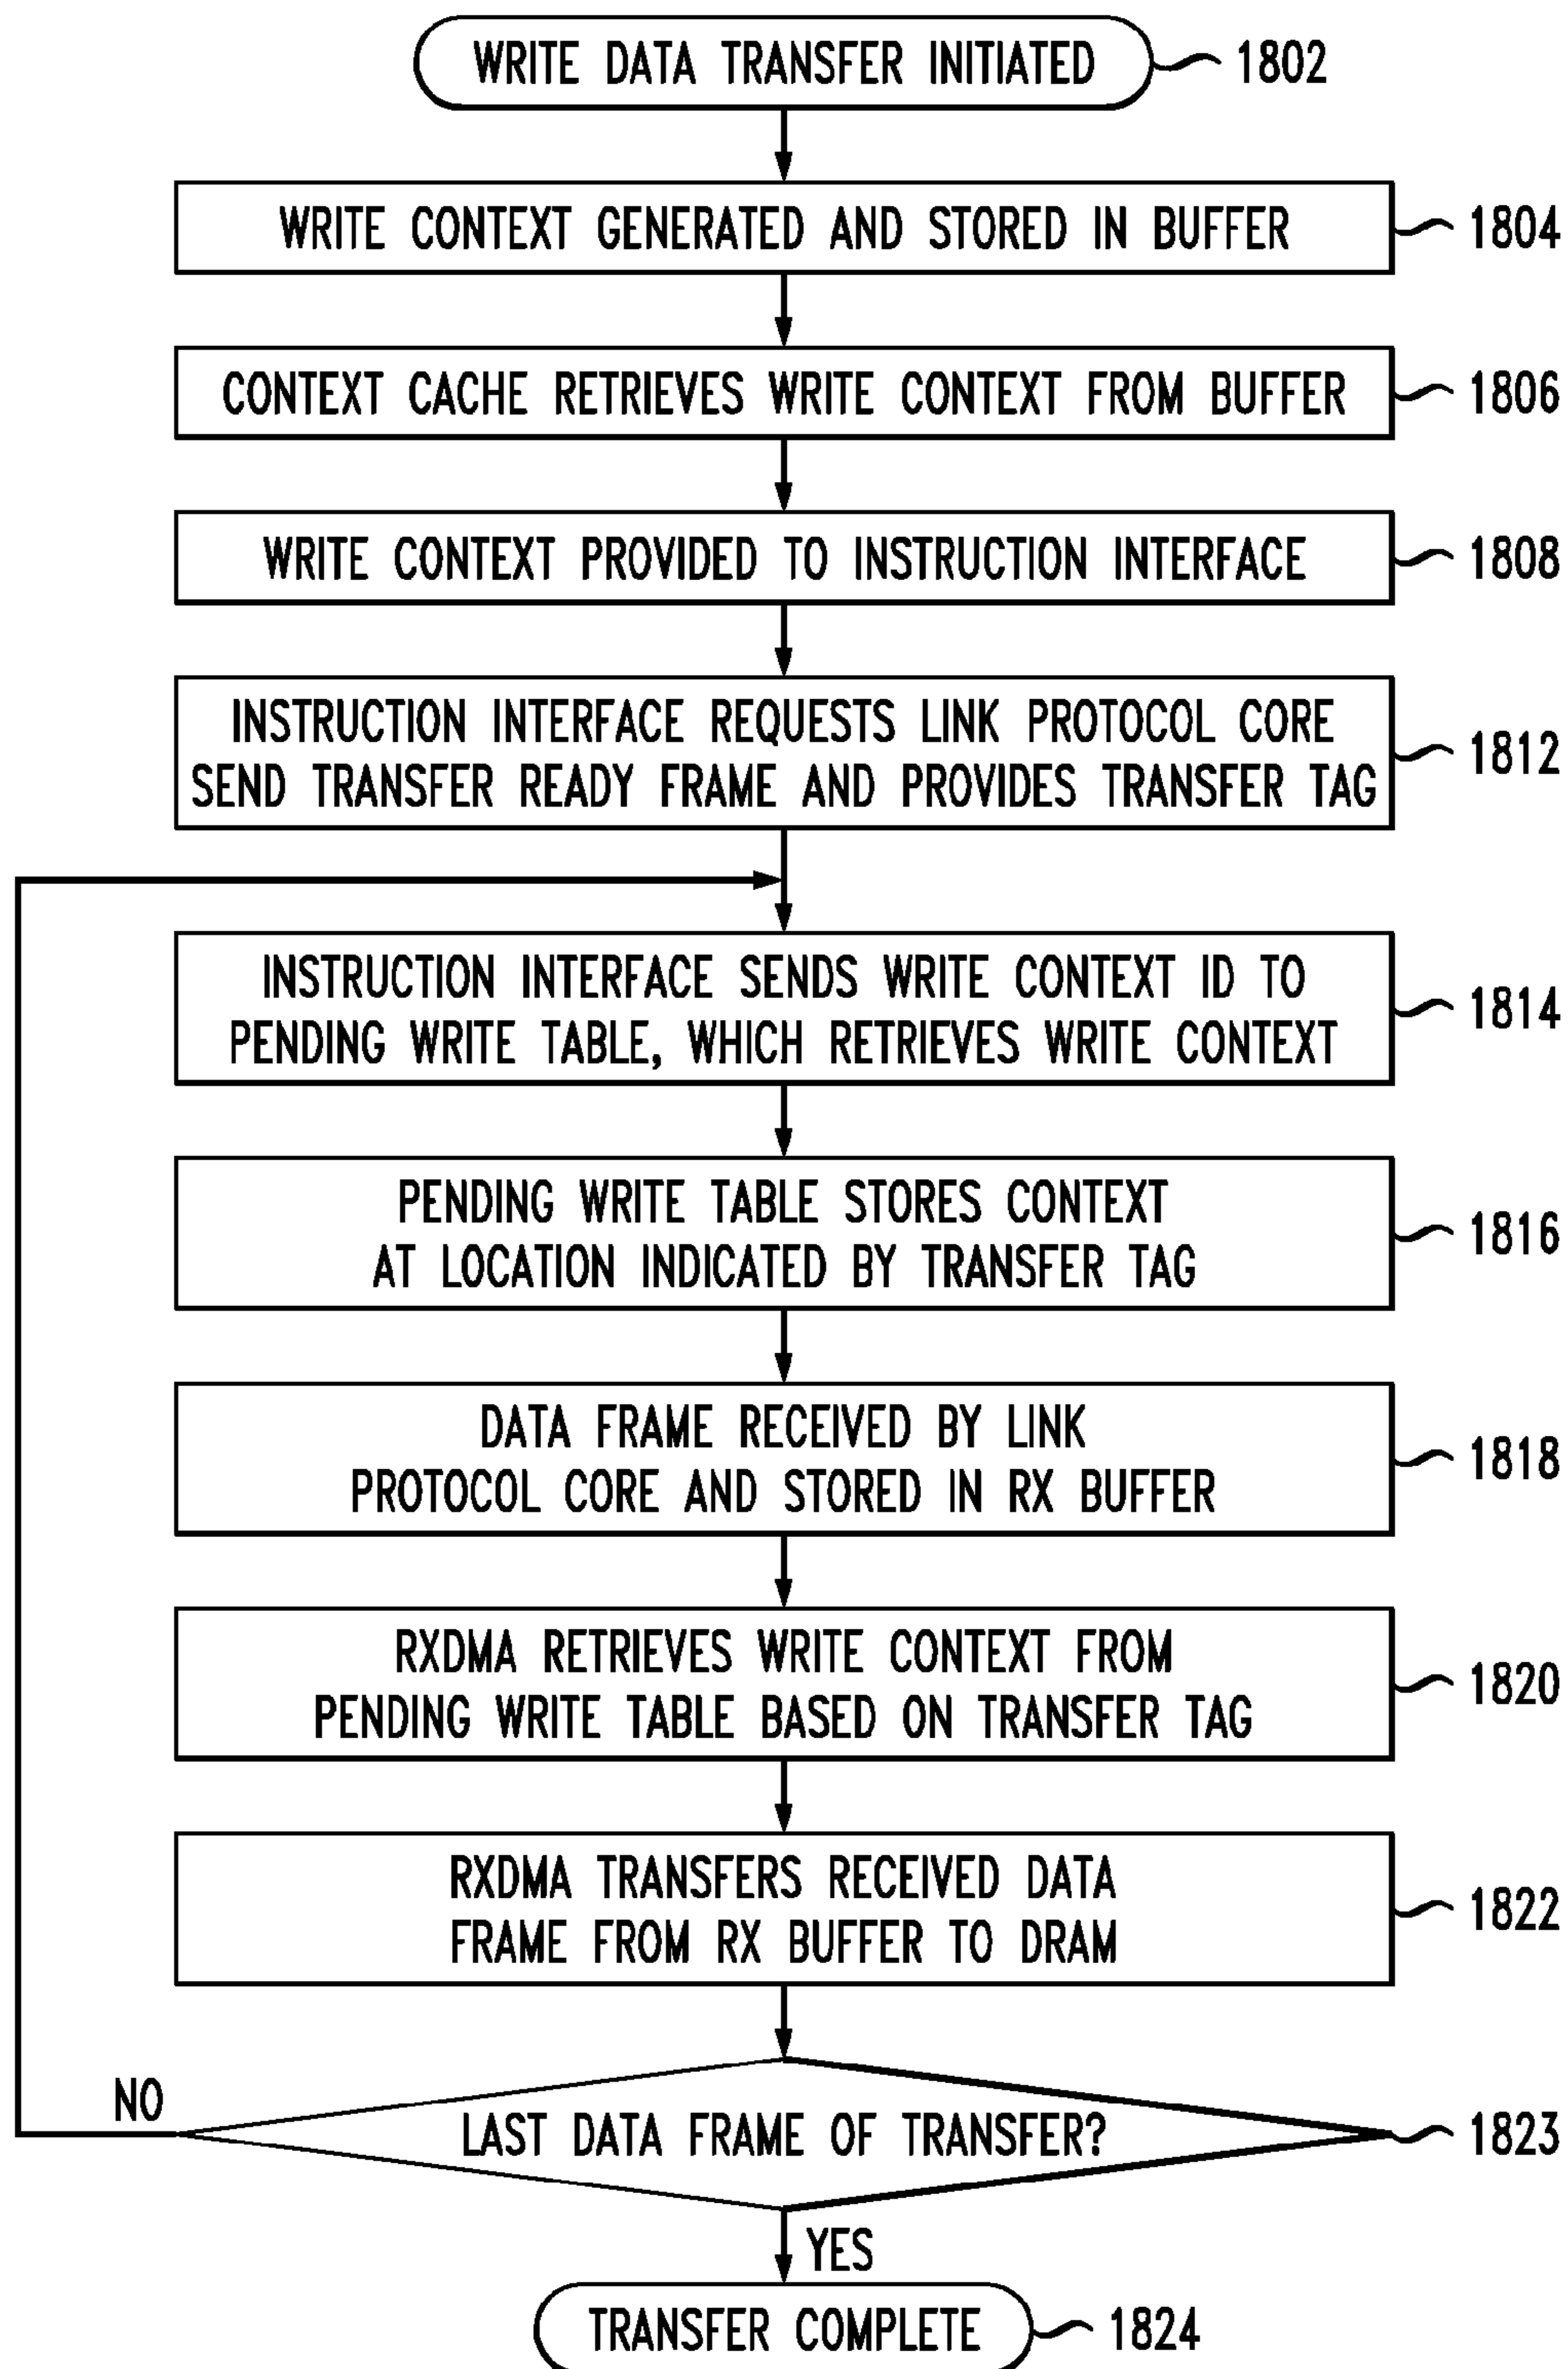 WRITE DATA TRANSFER INITIATED 1802
WRITE CONTEXT GENERATED AND STORED IN BUFFER 1804
CONTEXT CACHE RETRIEVES WRITE CONTEXT FROM BUFFER 1806
WRITE CONTEXT PROVIDED TO INSTRUCTION INTERFACE 1808
INSTRUCTION INTERFACE REQUESTS LINK PROTOCOL CORE
SEND TRANSFER READY FRAME AND PROVIDES TRANSFER TAG
1812
INSTRUCTION INTERFACE SENDS WRITE CONTEXT ID TO
PENDING WRITE TABLE, WHICH RETRIEVES WRITE CONTEXT
1814
PENDING WRITE TABLE STORES CONTEXT
AT LOCATION INDICATED BY TRANSFER TAG
1816
DATA FRAME RECEIVED BY LINK
PROTOCOL CORE AND STORED IN RX BUFFER
1818
RXDMA RETRIEVES WRITE CONTEXT FROM
PENDING WRITE TABLE BASED ON TRANSFER TAG
1820
RXDMA TRANSFERS RECEIVED DATA
FRAME FROM RX BUFFER TO DRAM
1822
NO
LAST DATA FRAME OF TRANSFER? 1823
YES
TRANSFER COMPLETE 1824